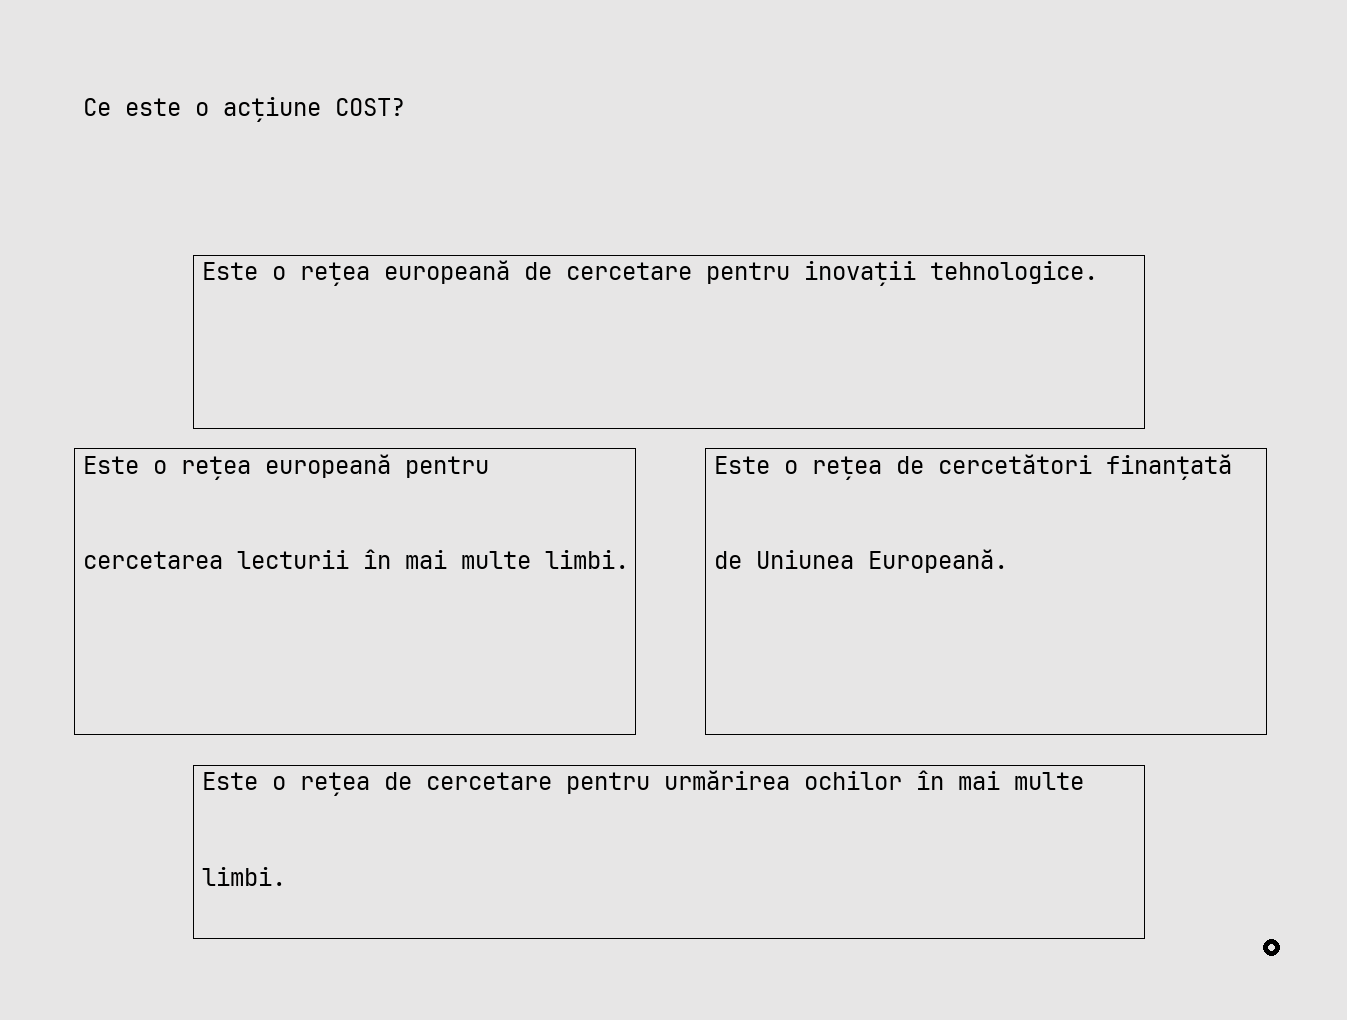 Ce este o acțiune COST?
Este o rețea europeană de cercetare pentru inovații tehnologice.
Este o rețea europeană pentru
cercetarea lecturii în mai multe limbi.
Este o rețea de cercetători finanțată
de Uniunea Europeană.
Este o rețea de cercetare pentru urmărirea ochilor în mai multe
limbi.